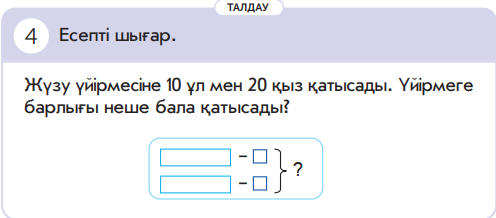 ТАЛДАУ
4 Есепті шығар.
Жүзу үйірмесіне 10 ұл мен 20 қыз қатысады. Үйірмеге
барлығы неше бала қатысады?
–
– ?